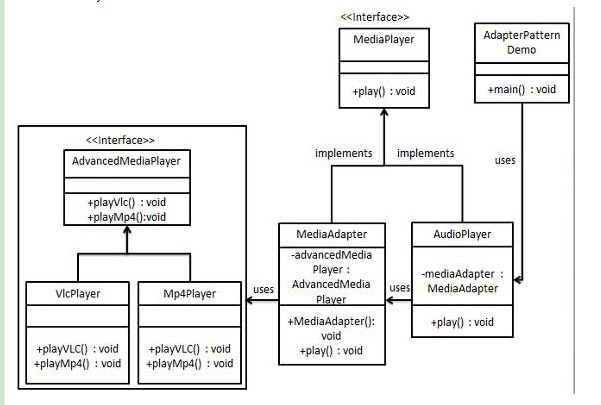 <<Interface>>
MediaPlayer
+play() : void
AdapterPattern
Demo
+main() : void
<<Interface>>
AdvancedMediaPlayer
+playVlc() : void
+playMp4():void
implements
implements
uses
VlcPlayer
+playVLC() : void
+playMp4() : void
Mp4Player
+playVLC() : void
+playMp4() : void
uses
MediaAdapter
-advancedMedia
Player :
AdvancedMedia
Player
+MediaAdapter():
void
+play() : void
uses
AudioPlayer
-mediaAdapter :
MediaAdapter
+play() : void